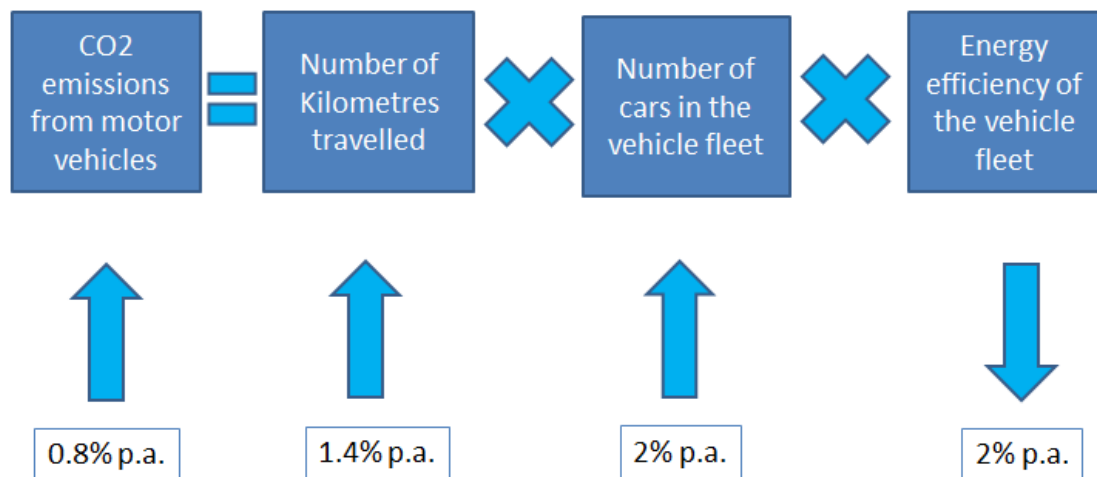 CO2
emissions
from motor
vehicles
Number of
Kilometres
travelled
Number of
cars in the
vehicle fleet
Energy
efficiency of
the vehicle
fleet
0.8% p.a.
1.4% p.a.
2% p.a.
2% p.a.